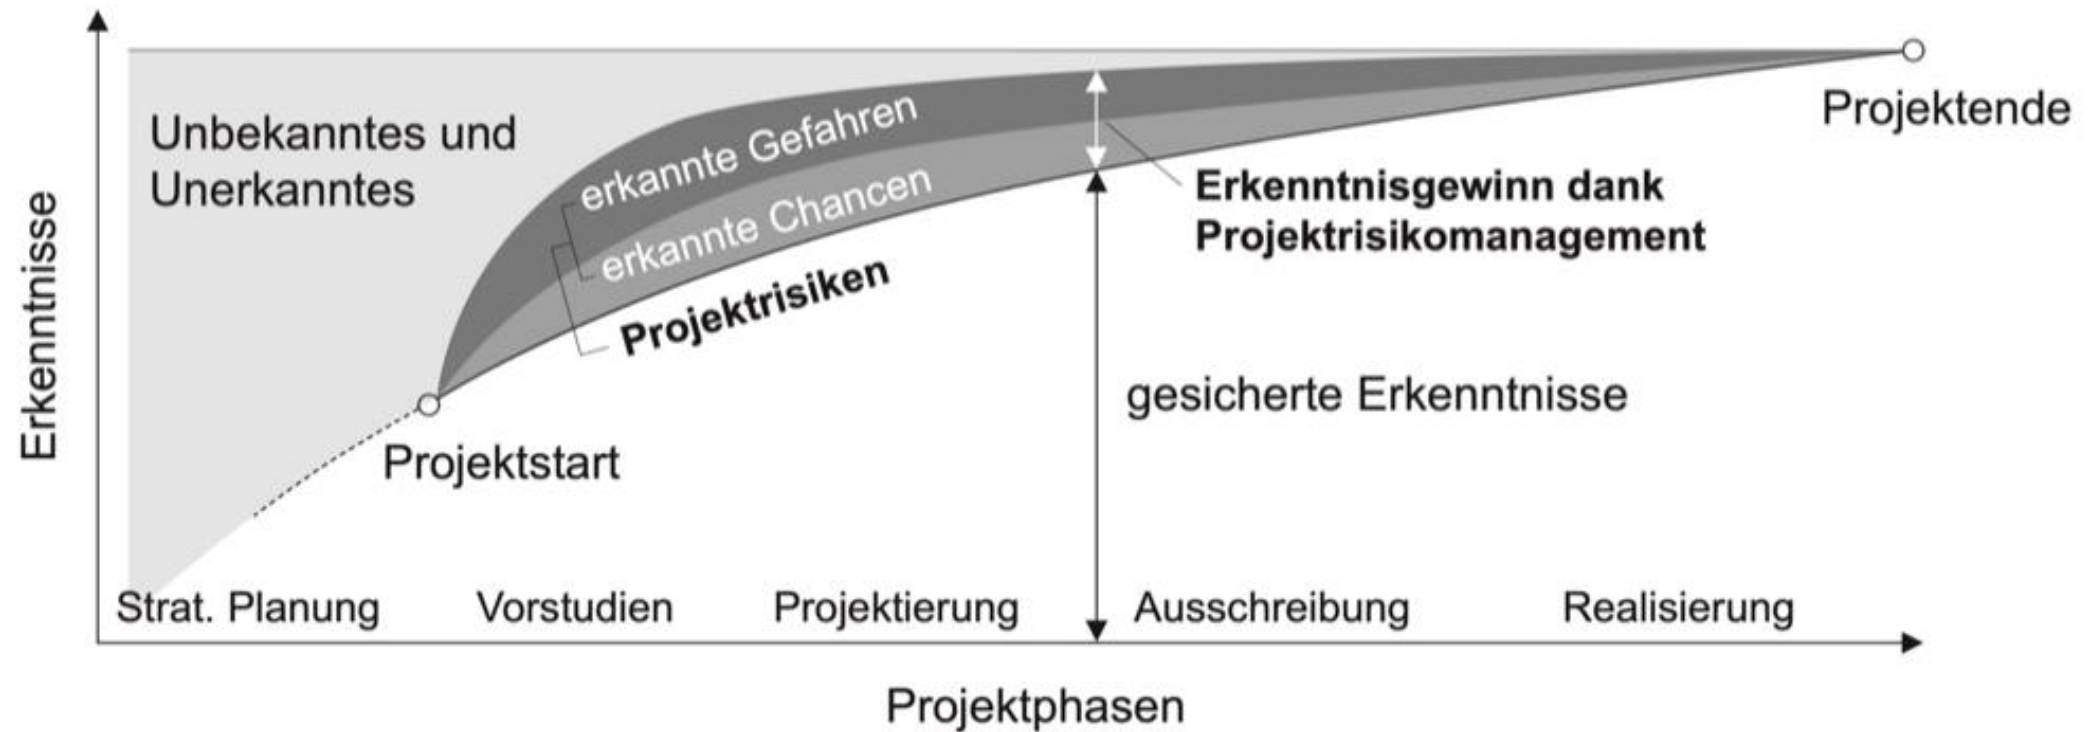 Erkenntnisse
Unbekanntes und
Unerkanntes
erkannte Gefahren
erkannte Chancen
Projektrisiken
Projektstart
Projektende
Erkenntnisgewinn dank
Projektrisikomanagement
gesicherte Erkenntnisse
Strat. Planung
Vorstudien
Projektierung
Ausschreibung
Realisierung
Projektphasen